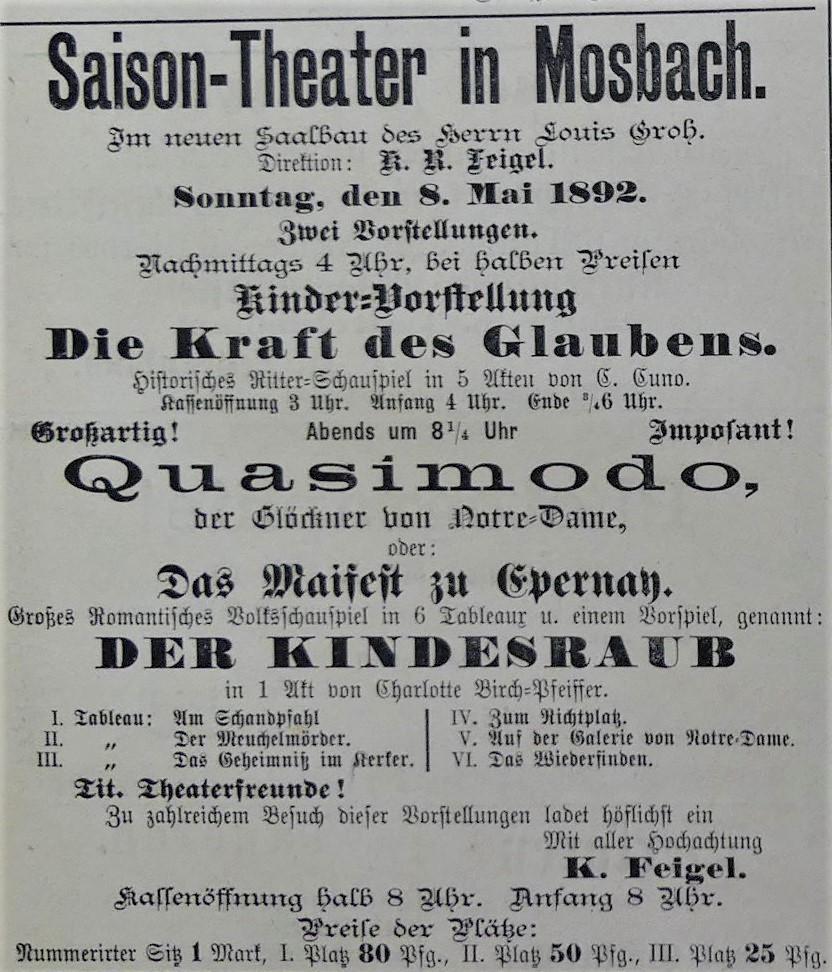 Saison-Theater in Mosbach.
Im neuen Saalbau des Herrn Louis Groß.
Direktion: K. R. Feigel.
Sonntag, den 8. Mai 1892.
Zwei Vorstellungen.
Nachmittags 4 Uhr, bei halben Preisen
Kinder-Vorstellung
Die Kraft des Glaubens.
Historisches Ritter-Schauspiel in 5 Akten von C. Cuno.
Kassenöffnung 3 Uhr. Anfang 4 Uhr. Ende ³/₄6 Uhr.
Großartig! Abends um 8¹/₄ Uhr Imposant!
Quasimodo,
der Glöckner von Notre-Dame,
oder:
Das Maifest zu Epernay.
Großes Romantisches Volksschauspiel in 6 Tableaux u. einem Vorspiel, genannt:
DER KINDESRAUB
in 1 Akt von Charlotte Birch-Pfeiffer.
I. Tableau: Am Schandpfahl
II. „ Der Meuchelmörder.
III. „ Das Geheimniß im Kerker.
IV. Zum Richtplatz.
V. Auf der Galerie von Notre-Dame.
VI. Das Wiederfinden.
Tit. Theaterfreunde!
Zu zahlreichem Besuch dieser Vorstellungen ladet höflichst ein
Mit aller Hochachtung
K. Feigel.
Kassenöffnung halb 8 Uhr. Anfang 8 Uhr.
Preise der Plätze:
Nummerirter Sitz 1 Mark, I. Platz 80 Pfg., II. Platz 50 Pfg., III. Platz 25 Pfg.